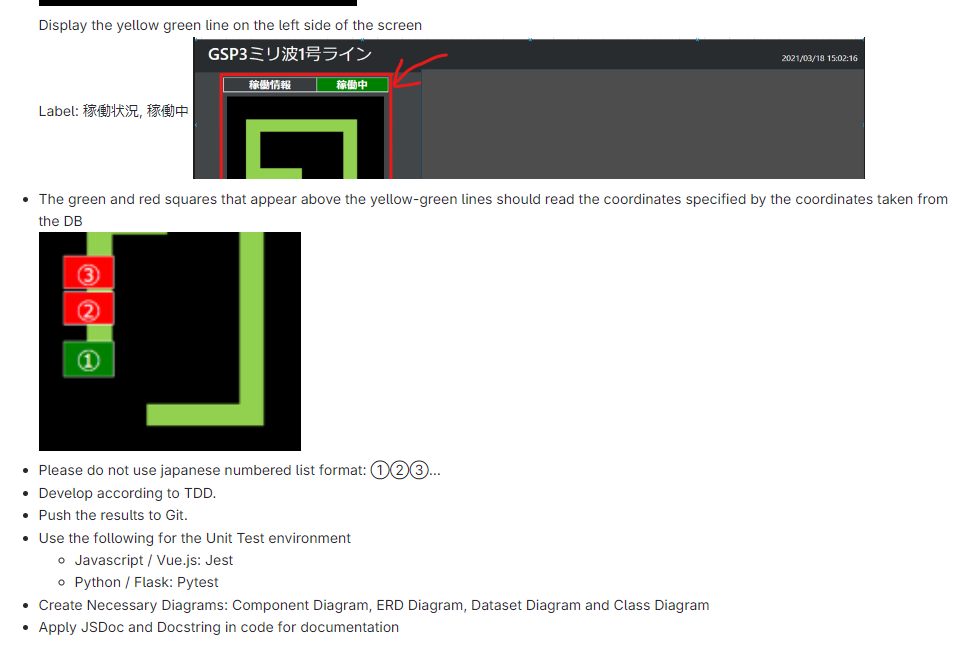 Display the yellow green line on the left side of the screen
GSP3ミリ波1号ライン
2021/03/18 15:02:16
稼働情報 稼働中
Label: 稼働状況, 稼働中
The green and red squares that appear above the yellow-green lines should read the coordinates specified by the coordinates taken from
the DB
③
②
①
Please do not use japanese numbered list format: ①②③...
Develop according to TDD.
Push the results to Git.
Use the following for the Unit Test environment
Javascript / Vue.js: Jest
Python / Flask: Pytest
Create Necessary Diagrams: Component Diagram, ERD Diagram, Dataset Diagram and Class Diagram
Apply JSDoc and Docstring in code for documentation